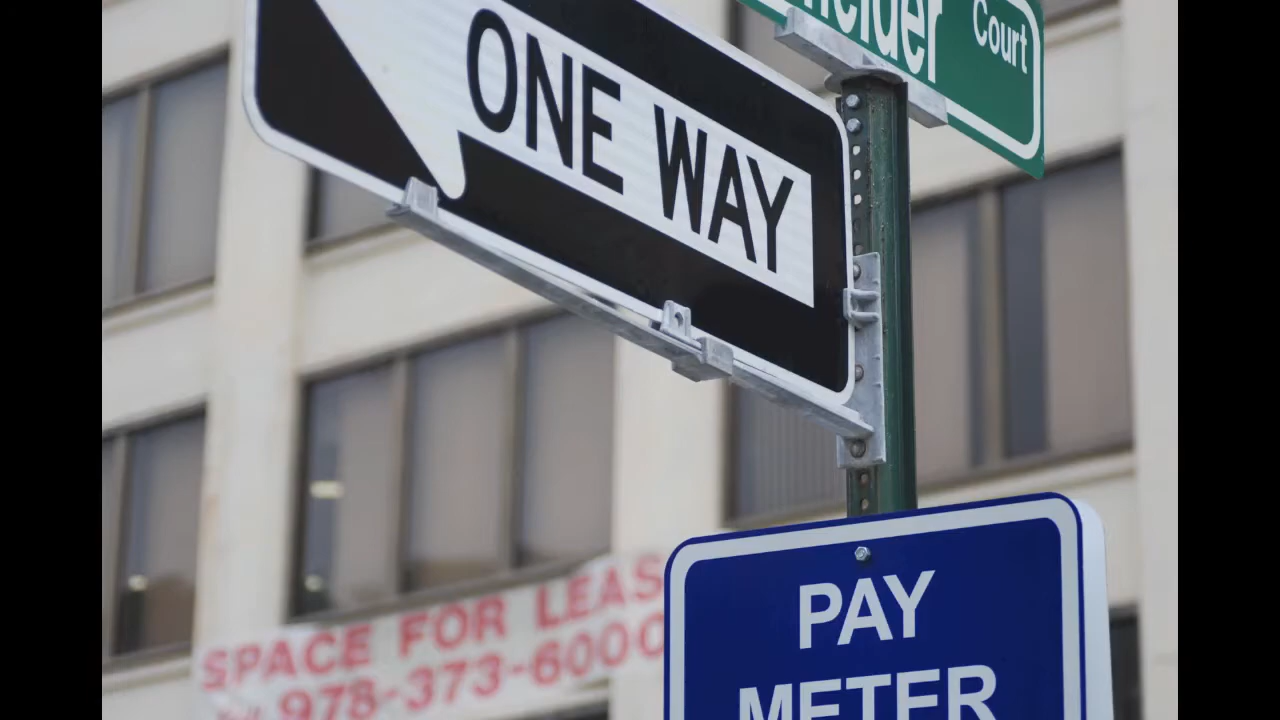 Court
ONE WAY
PAY
METER
SPACE FOR LEAS
978-373-6000